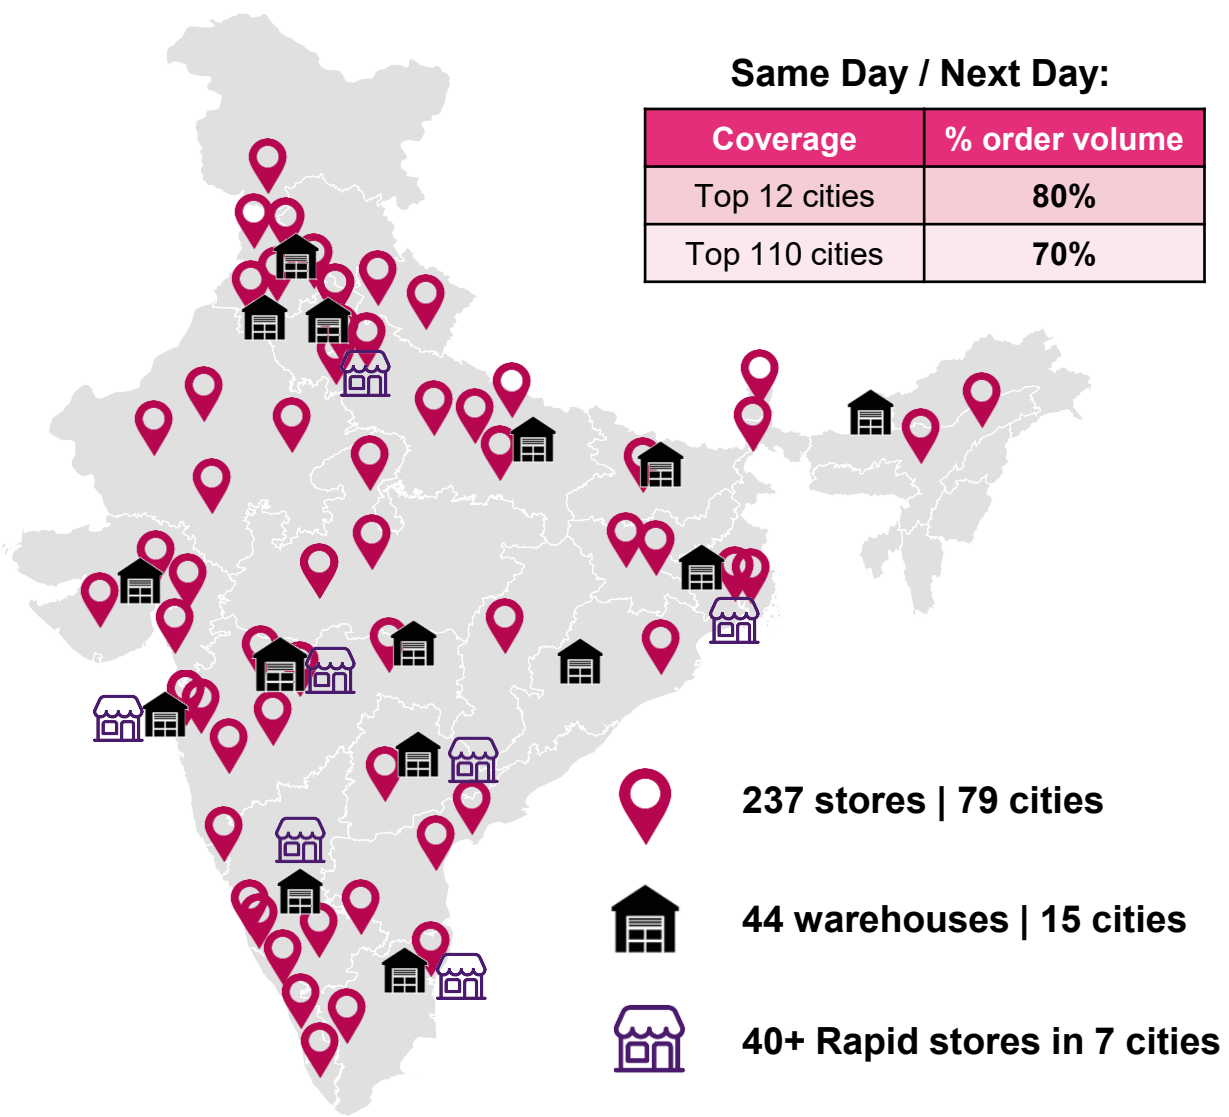 Same Day / Next Day:
Coverage % order volume
Top 12 cities 80%
Top 110 cities 70%
237 stores | 79 cities
44 warehouses | 15 cities
40+ Rapid stores in 7 cities